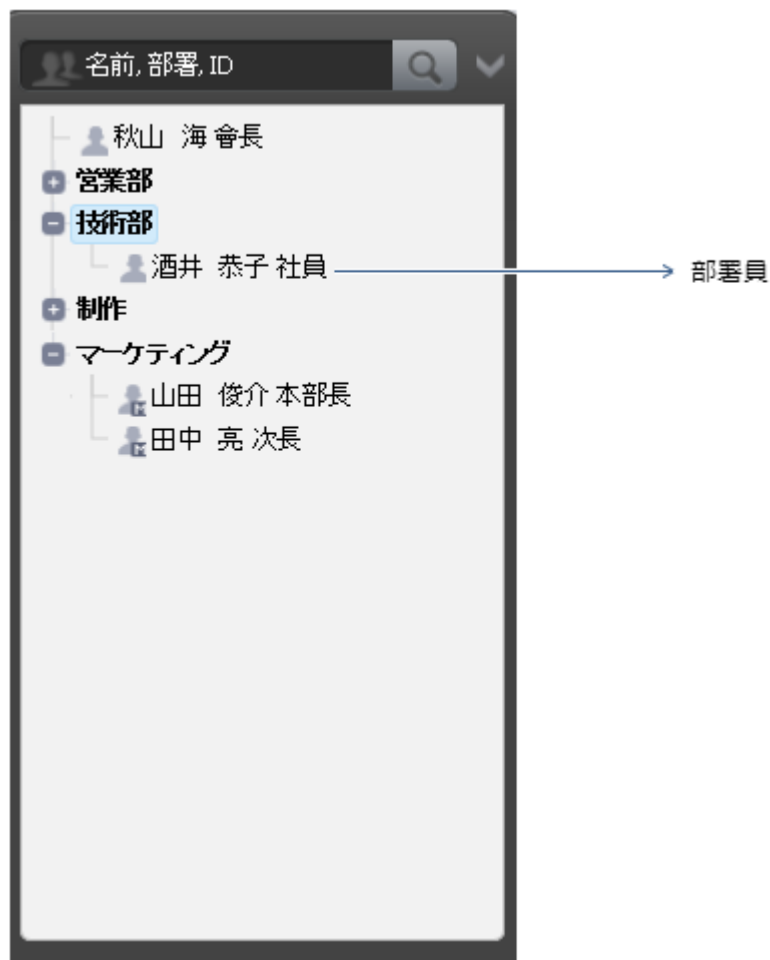 名前, 部署, ID
秋山 海 會長
営業部
技術部
酒井 恭子 社員
部署員
制作
マーケティング
山田 俊介 本部長
田中 亮 次長